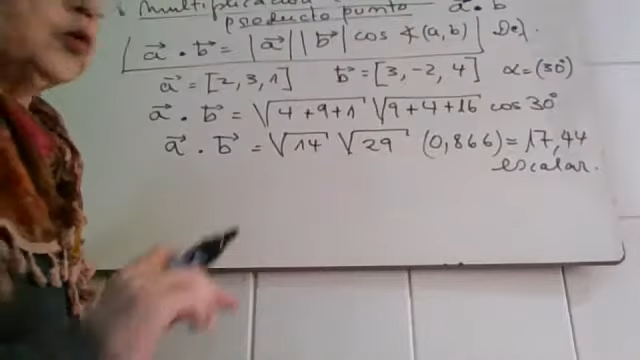 multiplicación
producto punto a⃗ . b⃗
a⃗ . b⃗ = |a⃗| |b⃗| cos ∢(a, b) Def.
a⃗ = [2, 3, 1] b⃗ = [3, -2, 4] α = (30°)
a⃗ . b⃗ = √4+9+1 √9+4+16 cos 30°
a⃗ . b⃗ = √14 √29 (0,866) = 17,44
escalar.